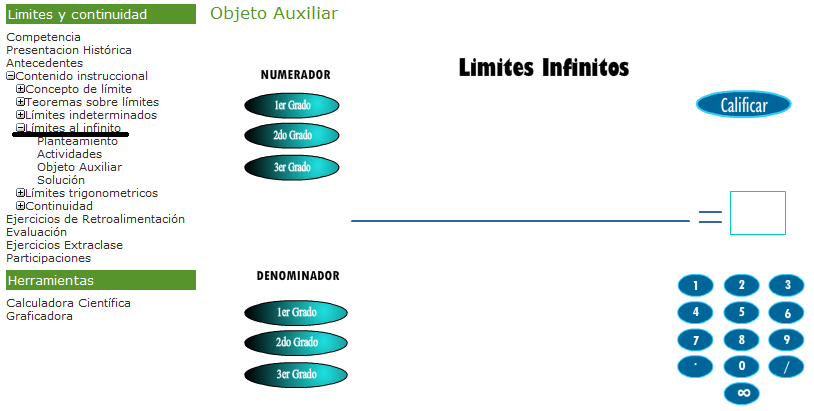 Limites y continuidad
Competencia
Presentacion Histórica
Antecedentes
Contenido instruccional
Concepto de límite
Teoremas sobre límites
Límites indeterminados
Límites al infinito
Planteamiento
Actividades
Objeto Auxiliar
Solución
Límites trigonometricos
Continuidad
Ejercicios de Retroalimentación
Evaluación
Ejercicios Extraclase
Participaciones
Herramientas
Calculadora Científica
Graficadora
Objeto Auxiliar
Limites Infinitos
NUMERADOR
1er Grado
2do Grado
3er Grado
Calificar
=
DENOMINADOR
1er Grado
2do Grado
3er Grado
1 2 3
4 5 6
7 8 9
. 0 /
∞